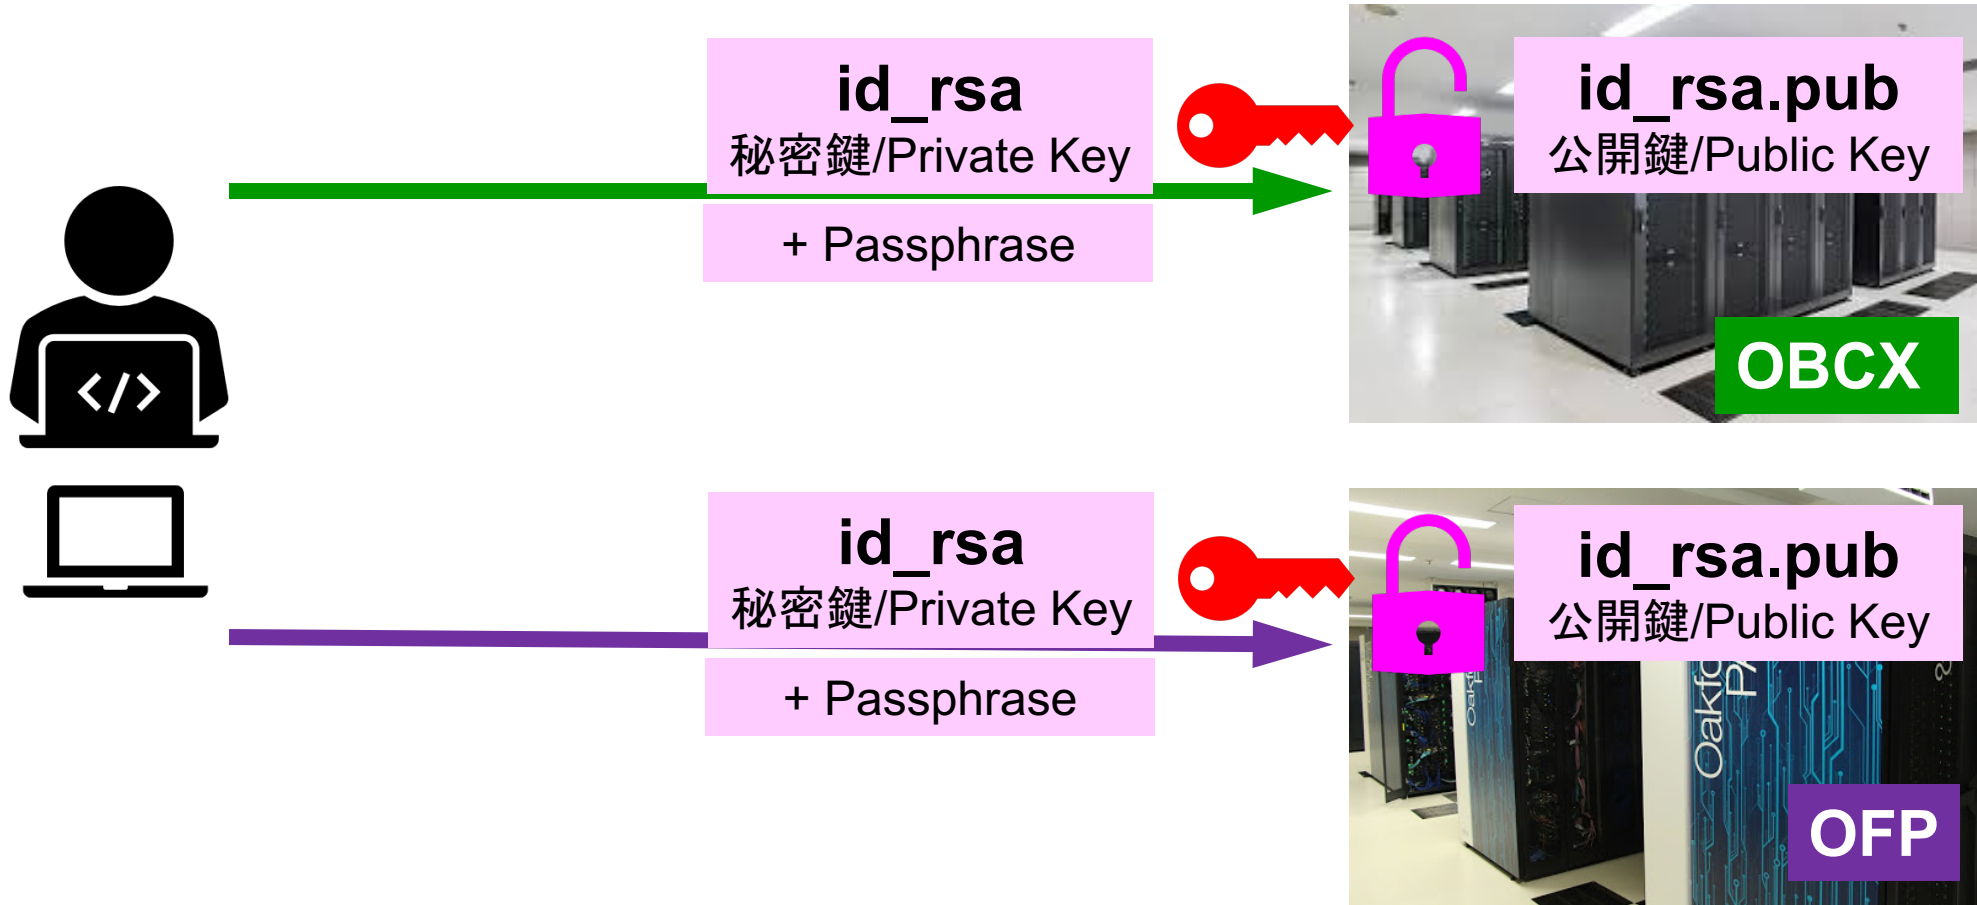 id_rsa
秘密鍵/Private Key
+ Passphrase
id_rsa.pub
公開鍵/Public Key
OBCX
</>
id_rsa
秘密鍵/Private Key
+ Passphrase
id_rsa.pub
公開鍵/Public Key
OFP